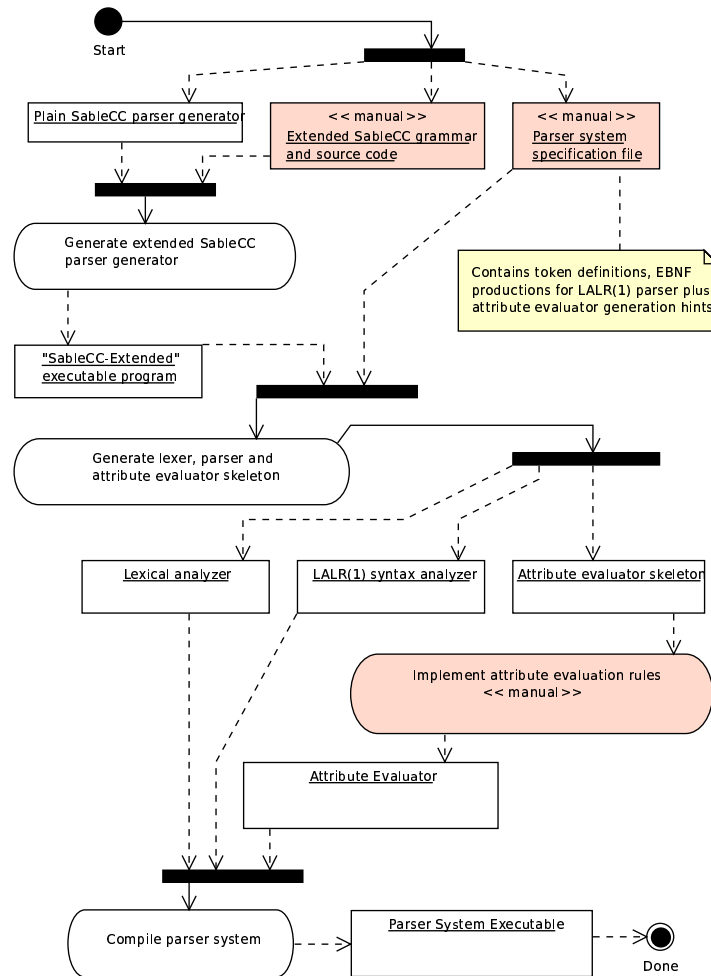 Start
Plain SableCC parser generator
<< manual >>
Extended SableCC grammar
and source code
<< manual >>
Parser system
specification file
Generate extended SableCC
parser generator
Contains token definitions, EBNF
productions for LALR(1) parser plus
attribute evaluator generation hints
"SableCC-Extended"
executable program
Generate lexer, parser and
attribute evaluator skeleton
Lexical analyzer
LALR(1) syntax analyzer
Attribute evaluator skeleton
Implement attribute evaluation rules
<< manual >>
Attribute Evaluator
Compile parser system
Parser System Executable
Done